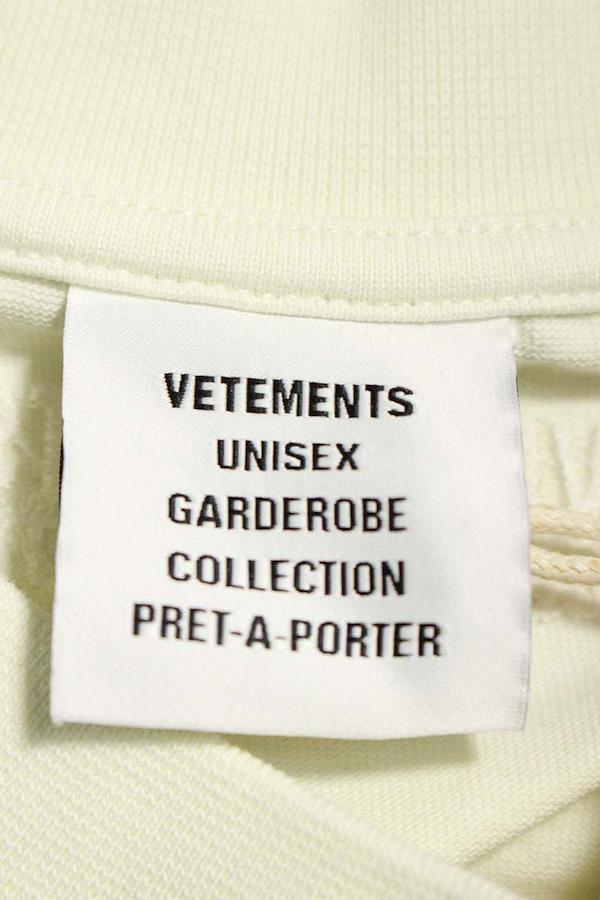 VETEMENTS
UNISEX
GARDEROBE
COLLECTION
PRET-A-PORTER